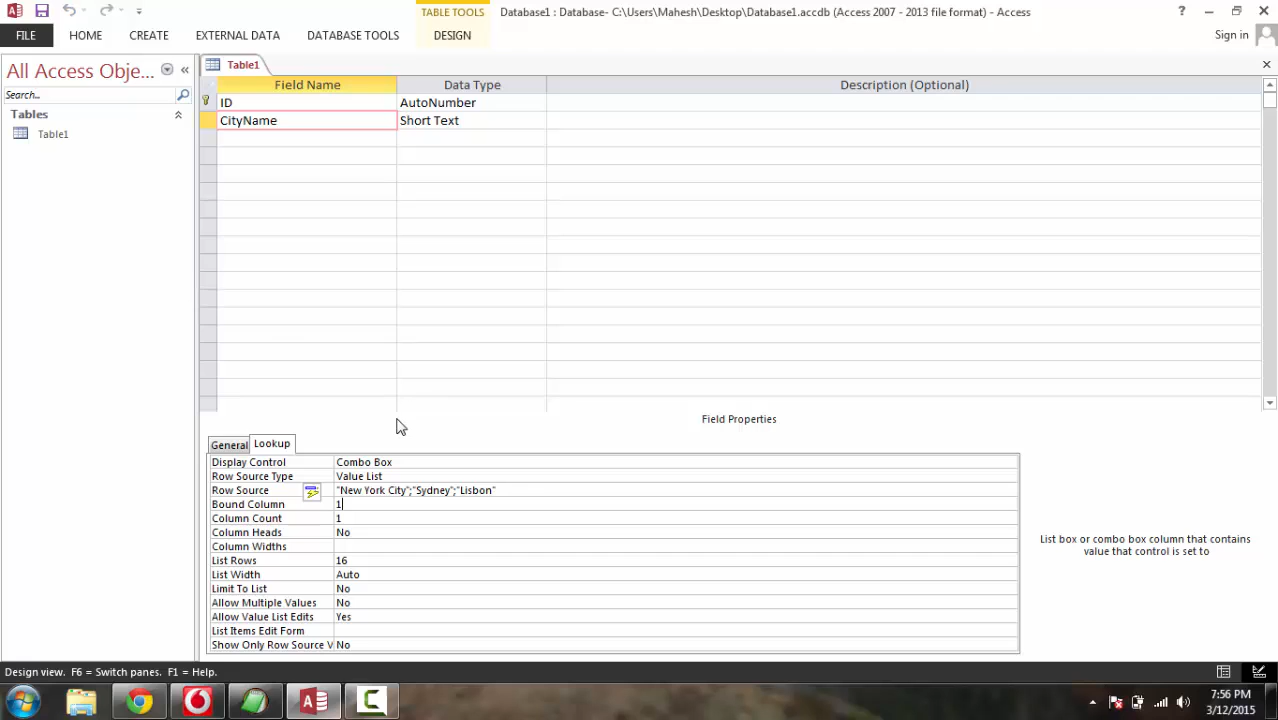 TABLE TOOLS
Database1 : Database- C:\Users\Mahesh\Desktop\Database1.accdb (Access 2007 - 2013 file format) - Access
?
FILE HOME CREATE EXTERNAL DATA DATABASE TOOLS DESIGN Sign in
All Access Obje... «
Search...
Tables
Table1
Table1
Field Name Data Type Description (Optional)
ID AutoNumber
CityName Short Text
Field Properties
General Lookup
Display Control Combo Box
Row Source Type Value List
Row Source "New York City";"Sydney";"Lisbon"
Bound Column 1
Column Count 1
Column Heads No
Column Widths
List Rows 16
List Width Auto
Limit To List No
Allow Multiple Values No
Allow Value List Edits Yes
List Items Edit Form
Show Only Row Source V No
List box or combo box column that contains
value that control is set to
Design view. F6 = Switch panes. F1 = Help.
7:56 PM
3/12/2015